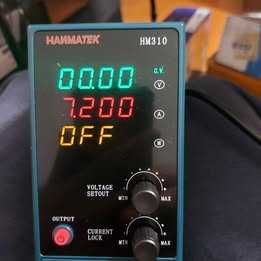 HANMATEK HM310
00.00 C.V.
V
7.200
A
OFF
W
VOLTAGE
SETOUT
MIN MAX
OUTPUT
CURRENT
LOCK
MIN MAX